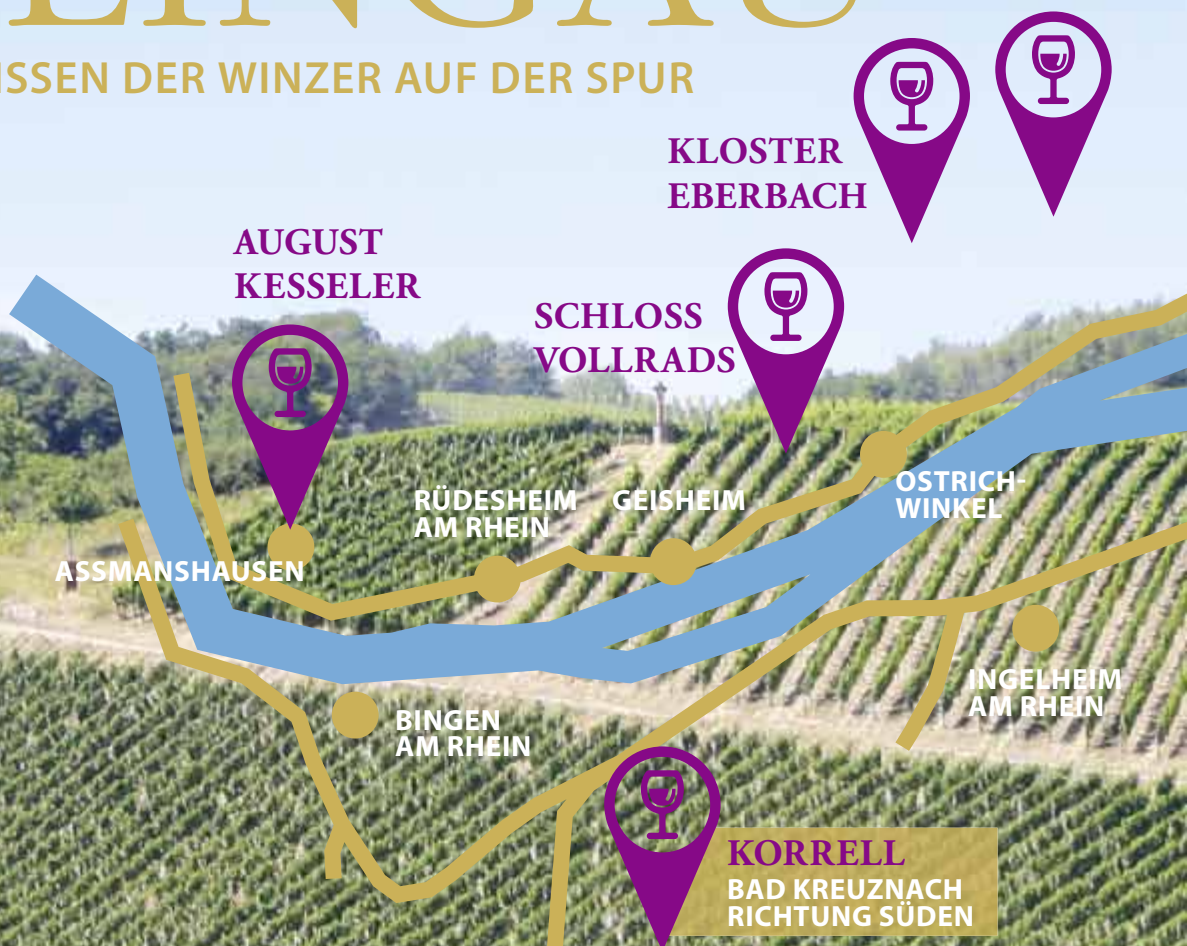 EINGAU
ISSEN DER WINZER AUF DER SPUR
KLOSTER
EBERBACH
AUGUST
KESSELER
SCHLOSS
VOLLRADS
RÜDESHEIM
AM RHEIN
GEISHEIM
OSTRICH-
WINKEL
ASSMANSHAUSEN
INGELHEIM
AM RHEIN
BINGEN
AM RHEIN
KORRELL
BAD KREUZNACH
RICHTUNG SÜDEN